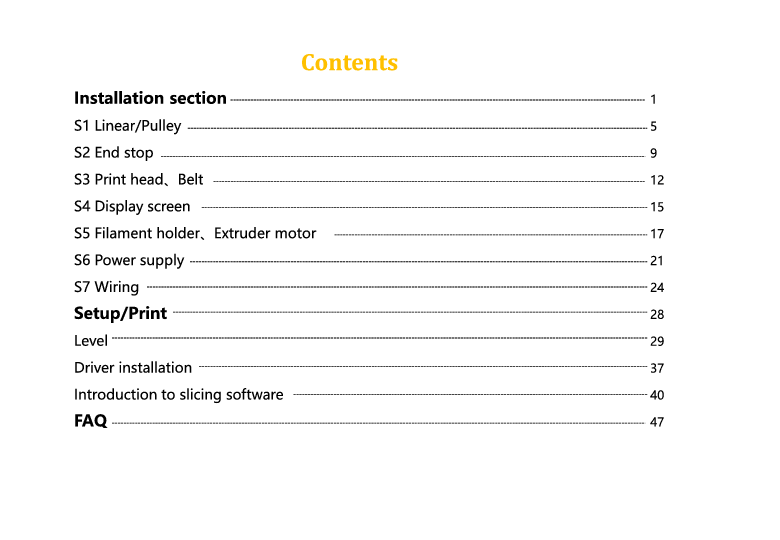 Contents
Installation section 1
S1 Linear/Pulley 5
S2 End stop 9
S3 Print head、Belt 12
S4 Display screen 15
S5 Filament holder、Extruder motor 17
S6 Power supply 21
S7 Wiring 24
Setup/Print 28
Level 29
Driver installation 37
Introduction to slicing software 40
FAQ 47